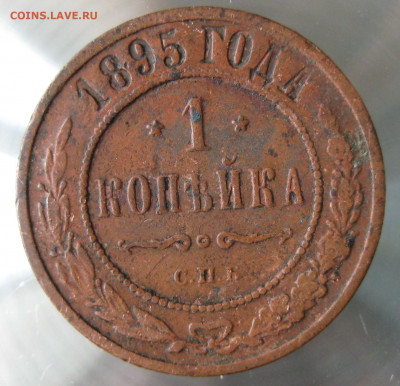 COINS.LAVE.RU
1895 ГОДА
1
КОПѢЙКА
С.П.Б.